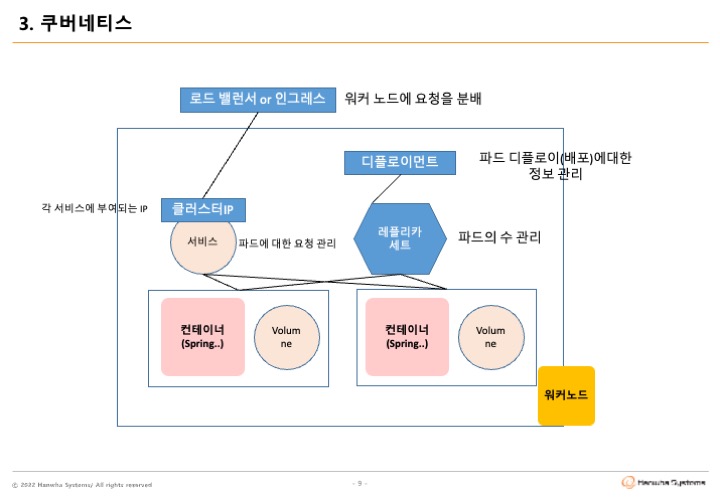 3. 쿠버네티스
로드 밸런서 or 인그레스
워커 노드에 요청을 분배
디플로이먼트
파드 디플로이(배포)에대한
정보 관리
각 서비스에 부여되는 IP
클러스터IP
서비스
파드에 대한 요청 관리
레플리카
세트
파드의 수 관리
컨테이너
(Spring..)
Volum
ne
컨테이너
(Spring..)
Volum
ne
워커노드
© 2022 Hanwha Systems/ All rights reserved
- 9 -
Hanwha Systems